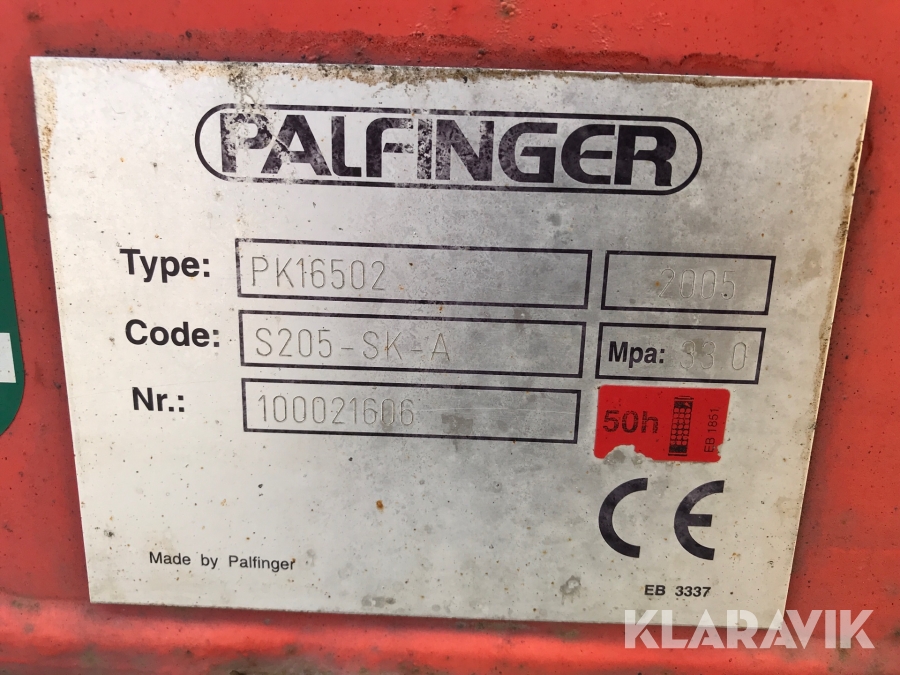 PALFINGER
Type: PK16502 2005
Code: S205-SK-A Mpa: 33 0
Nr.: 100021606 50h EB 1851
CE
Made by Palfinger
EB 3337
KLARAVIK